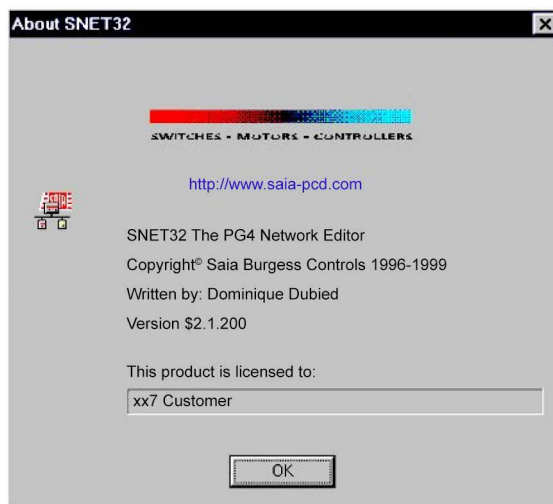 About SNET32
SWITCHES - MOTORS - CONTROLLERS
http://www.saia-pcd.com
SNET32 The PG4 Network Editor
Copyright© Saia Burgess Controls 1996-1999
Written by: Dominique Dubied
Version $2.1.200
This product is licensed to:
xx7 Customer
OK